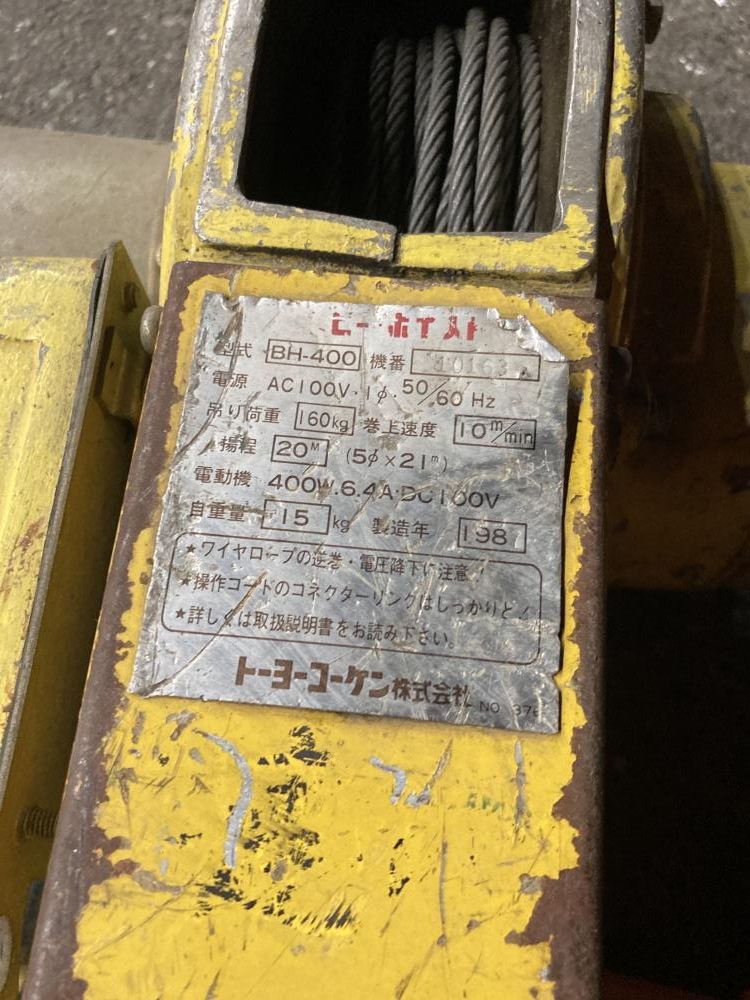 ビーホイスト
型式 BH-400 機番 10163
電源 AC100V・1φ・50/60 Hz
吊り荷重 160kg 巻上速度 10m/min
揚程 20M (5φ×21m)
電動機 400W.6.4A・DC100V
自重量 15 kg 製造年 198
★ワイヤロープの逆巻・電圧降下に注意!
★操作コードのコネクターリングはしっかりと!
★詳しくは取扱説明書をお読み下さい。
トーヨーコーケン株式会社 NO.